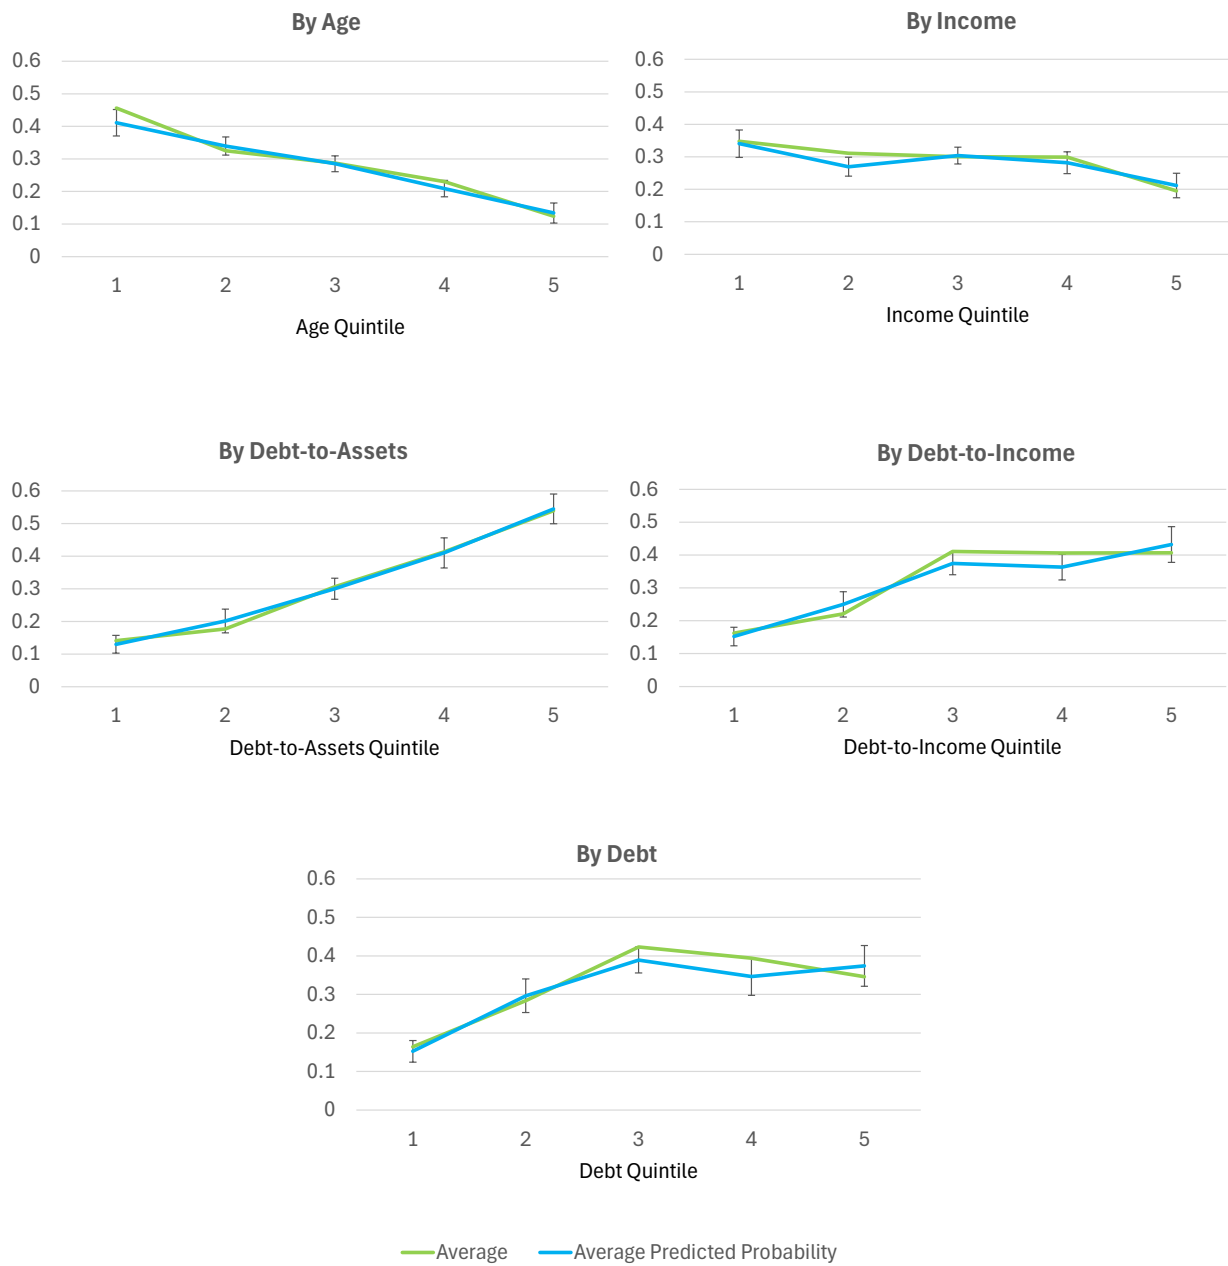 By Age
0.6
0.5
0.4
0.3
0.2
0.1
0
1 2 3 4 5
Age Quintile
By Income
0.6
0.5
0.4
0.3
0.2
0.1
0
1 2 3 4 5
Income Quintile
By Debt-to-Assets
0.6
0.5
0.4
0.3
0.2
0.1
0
1 2 3 4 5
Debt-to-Assets Quintile
By Debt-to-Income
0.6
0.5
0.4
0.3
0.2
0.1
0
1 2 3 4 5
Debt-to-Income Quintile
By Debt
0.6
0.5
0.4
0.3
0.2
0.1
0
1 2 3 4 5
Debt Quintile
Average Average Predicted Probability